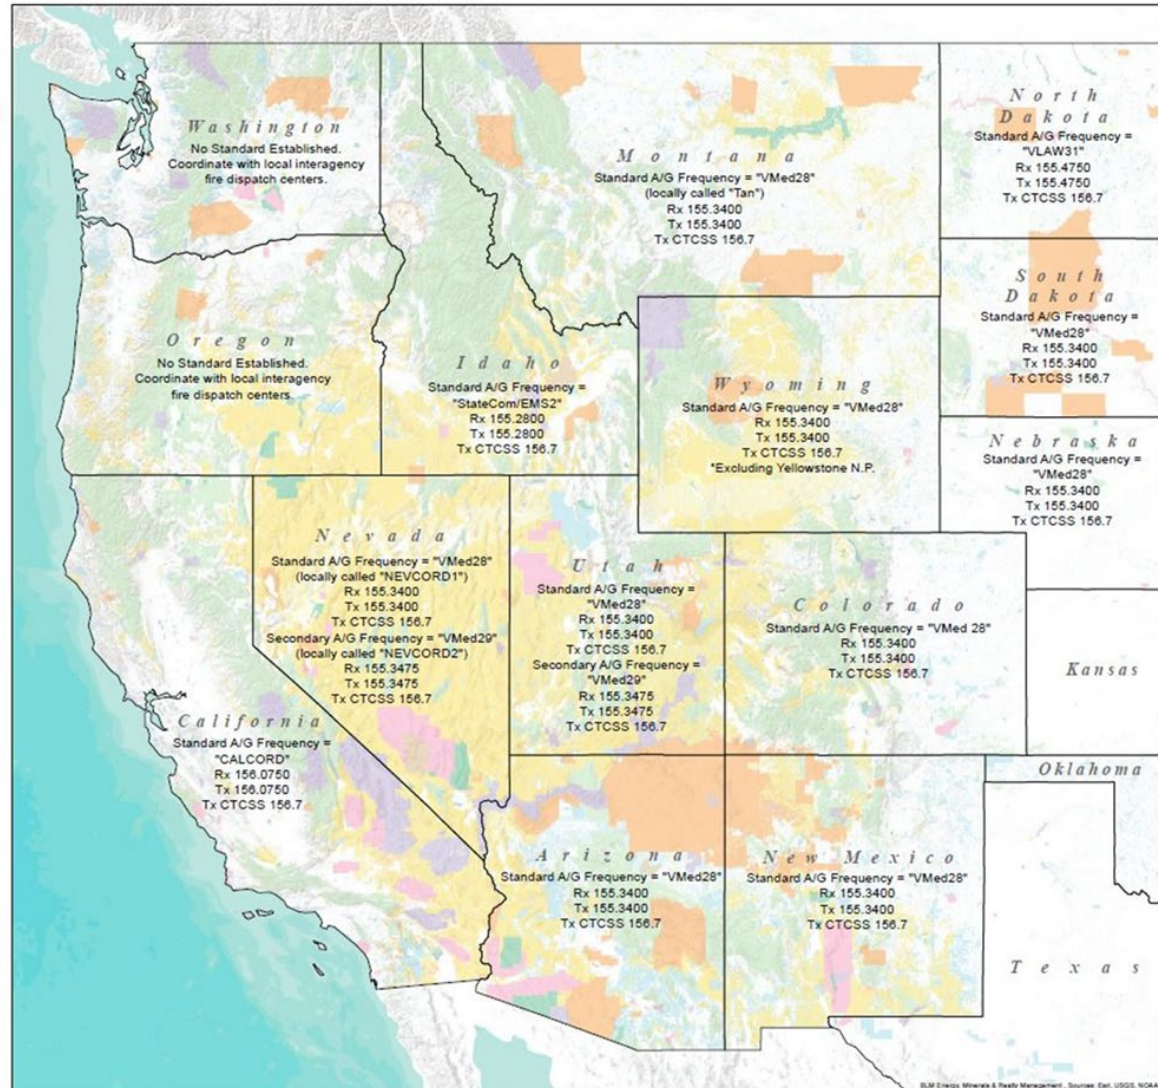 Washington
No Standard Established.
Coordinate with local interagency
fire dispatch centers.
Montana
Standard A/G Frequency = "VMed28"
(locally called "Tan")
Rx 155.3400
Tx 155.3400
Tx CTCSS 156.7
North
Dakota
Standard A/G Frequency =
"VLAW31"
Rx 155.4750
Tx 155.4750
Tx CTCSS 156.7
Oregon
No Standard Established.
Coordinate with local interagency
fire dispatch centers.
Idaho
Standard A/G Frequency =
"StateCom/EMS2"
Rx 155.2800
Tx 155.2800
Tx CTCSS 156.7
Wyoming
Standard A/G Frequency = "VMed28"
Rx 155.3400
Tx 155.3400
Tx CTCSS 156.7
*Excluding Yellowstone N.P.
South
Dakota
Standard A/G Frequency =
"VMed28"
Rx 155.3400
Tx 155.3400
Tx CTCSS 156.7
Nebraska
Standard A/G Frequency =
"VMed28"
Rx 155.3400
Tx 155.3400
Tx CTCSS 156.7
Nevada
Standard A/G Frequency = "VMed28"
(locally called "NEVCORD1")
Rx 155.3400
Tx 155.3400
Tx CTCSS 156.7
Secondary A/G Frequency = "VMed29"
(locally called "NEVCORD2")
Rx 155.3475
Tx 155.3475
Tx CTCSS 156.7
Utah
Standard A/G Frequency =
"VMed28"
Rx 155.3400
Tx 155.3400
Tx CTCSS 156.7
Secondary A/G Frequency =
"VMed29"
Rx 155.3475
Tx 155.3475
Tx CTCSS 156.7
Colorado
Standard A/G Frequency = "VMed 28"
Rx 155.3400
Tx 155.3400
Tx CTCSS 156.7
Kansas
California
Standard A/G Frequency =
"CALCORD"
Rx 156.0750
Tx 156.0750
Tx CTCSS 156.7
Arizona
Standard A/G Frequency = "VMed28"
Rx 155.3400
Tx 155.3400
Tx CTCSS 156.7
New Mexico
Standard A/G Frequency = "VMed28"
Rx 155.3400
Tx 155.3400
Tx CTCSS 156.7
Oklahoma
Texas
BLM Energy Minerals & Realty Management, Sources: Esri, USGS, NOAA